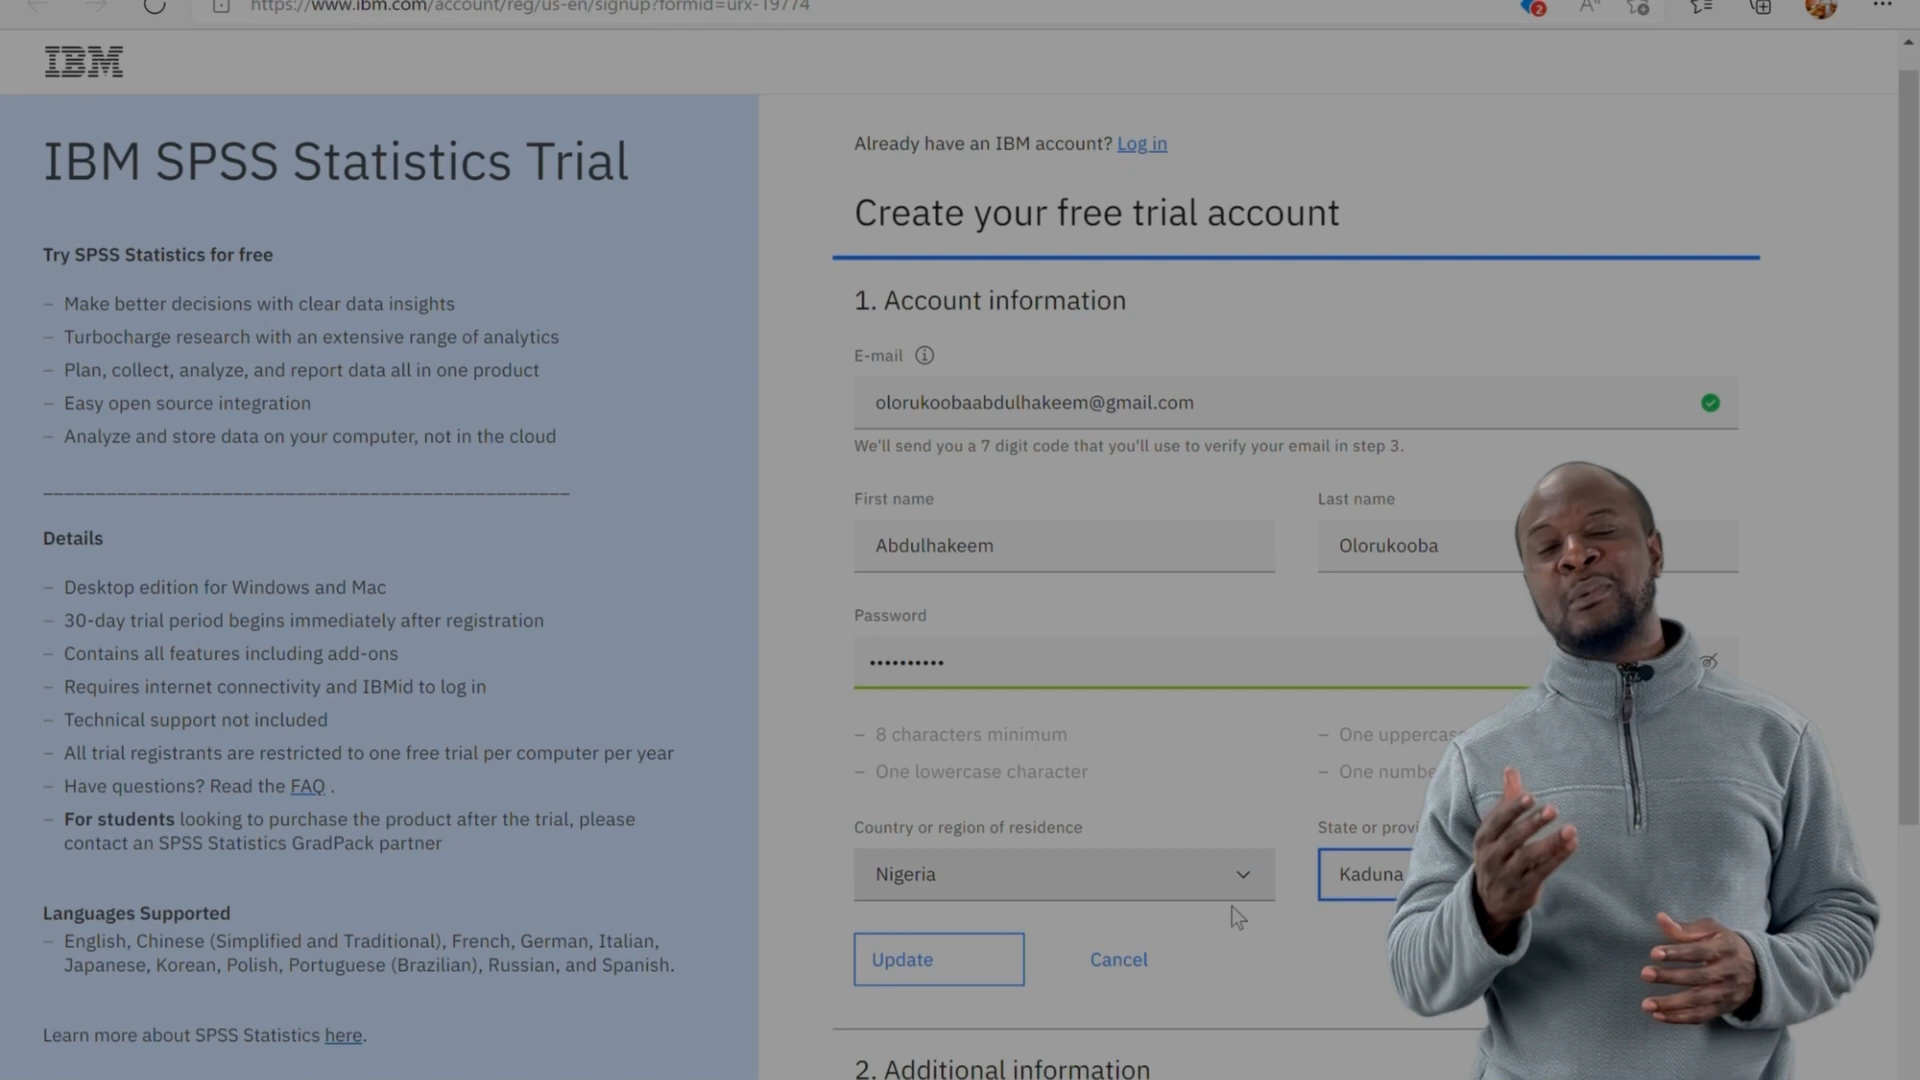 https://www.ibm.com/account/reg/us-en/signup?formid=urx-19774
2
IBM
IBM SPSS Statistics Trial
Try SPSS Statistics for free
– Make better decisions with clear data insights
– Turbocharge research with an extensive range of analytics
– Plan, collect, analyze, and report data all in one product
– Easy open source integration
– Analyze and store data on your computer, not in the cloud
Details
– Desktop edition for Windows and Mac
– 30-day trial period begins immediately after registration
– Contains all features including add-ons
– Requires internet connectivity and IBMid to log in
– Technical support not included
– All trial registrants are restricted to one free trial per computer per year
– Have questions? Read the FAQ .
– For students looking to purchase the product after the trial, please
contact an SPSS Statistics GradPack partner
Languages Supported
– English, Chinese (Simplified and Traditional), French, German, Italian,
Japanese, Korean, Polish, Portuguese (Brazilian), Russian, and Spanish.
Learn more about SPSS Statistics here.
Already have an IBM account? Log in
Create your free trial account
1. Account information
E-mail
olorukoobaabdulhakeem@gmail.com
We'll send you a 7 digit code that you'll use to verify your email in step 3.
First name
Last name
Abdulhakeem
Olorukooba
Password
••••••••••
– 8 characters minimum
– One uppercas
– One lowercase character
– One numbe
Country or region of residence
State or provi
Nigeria
Kaduna
Update
Cancel
2. Additional information